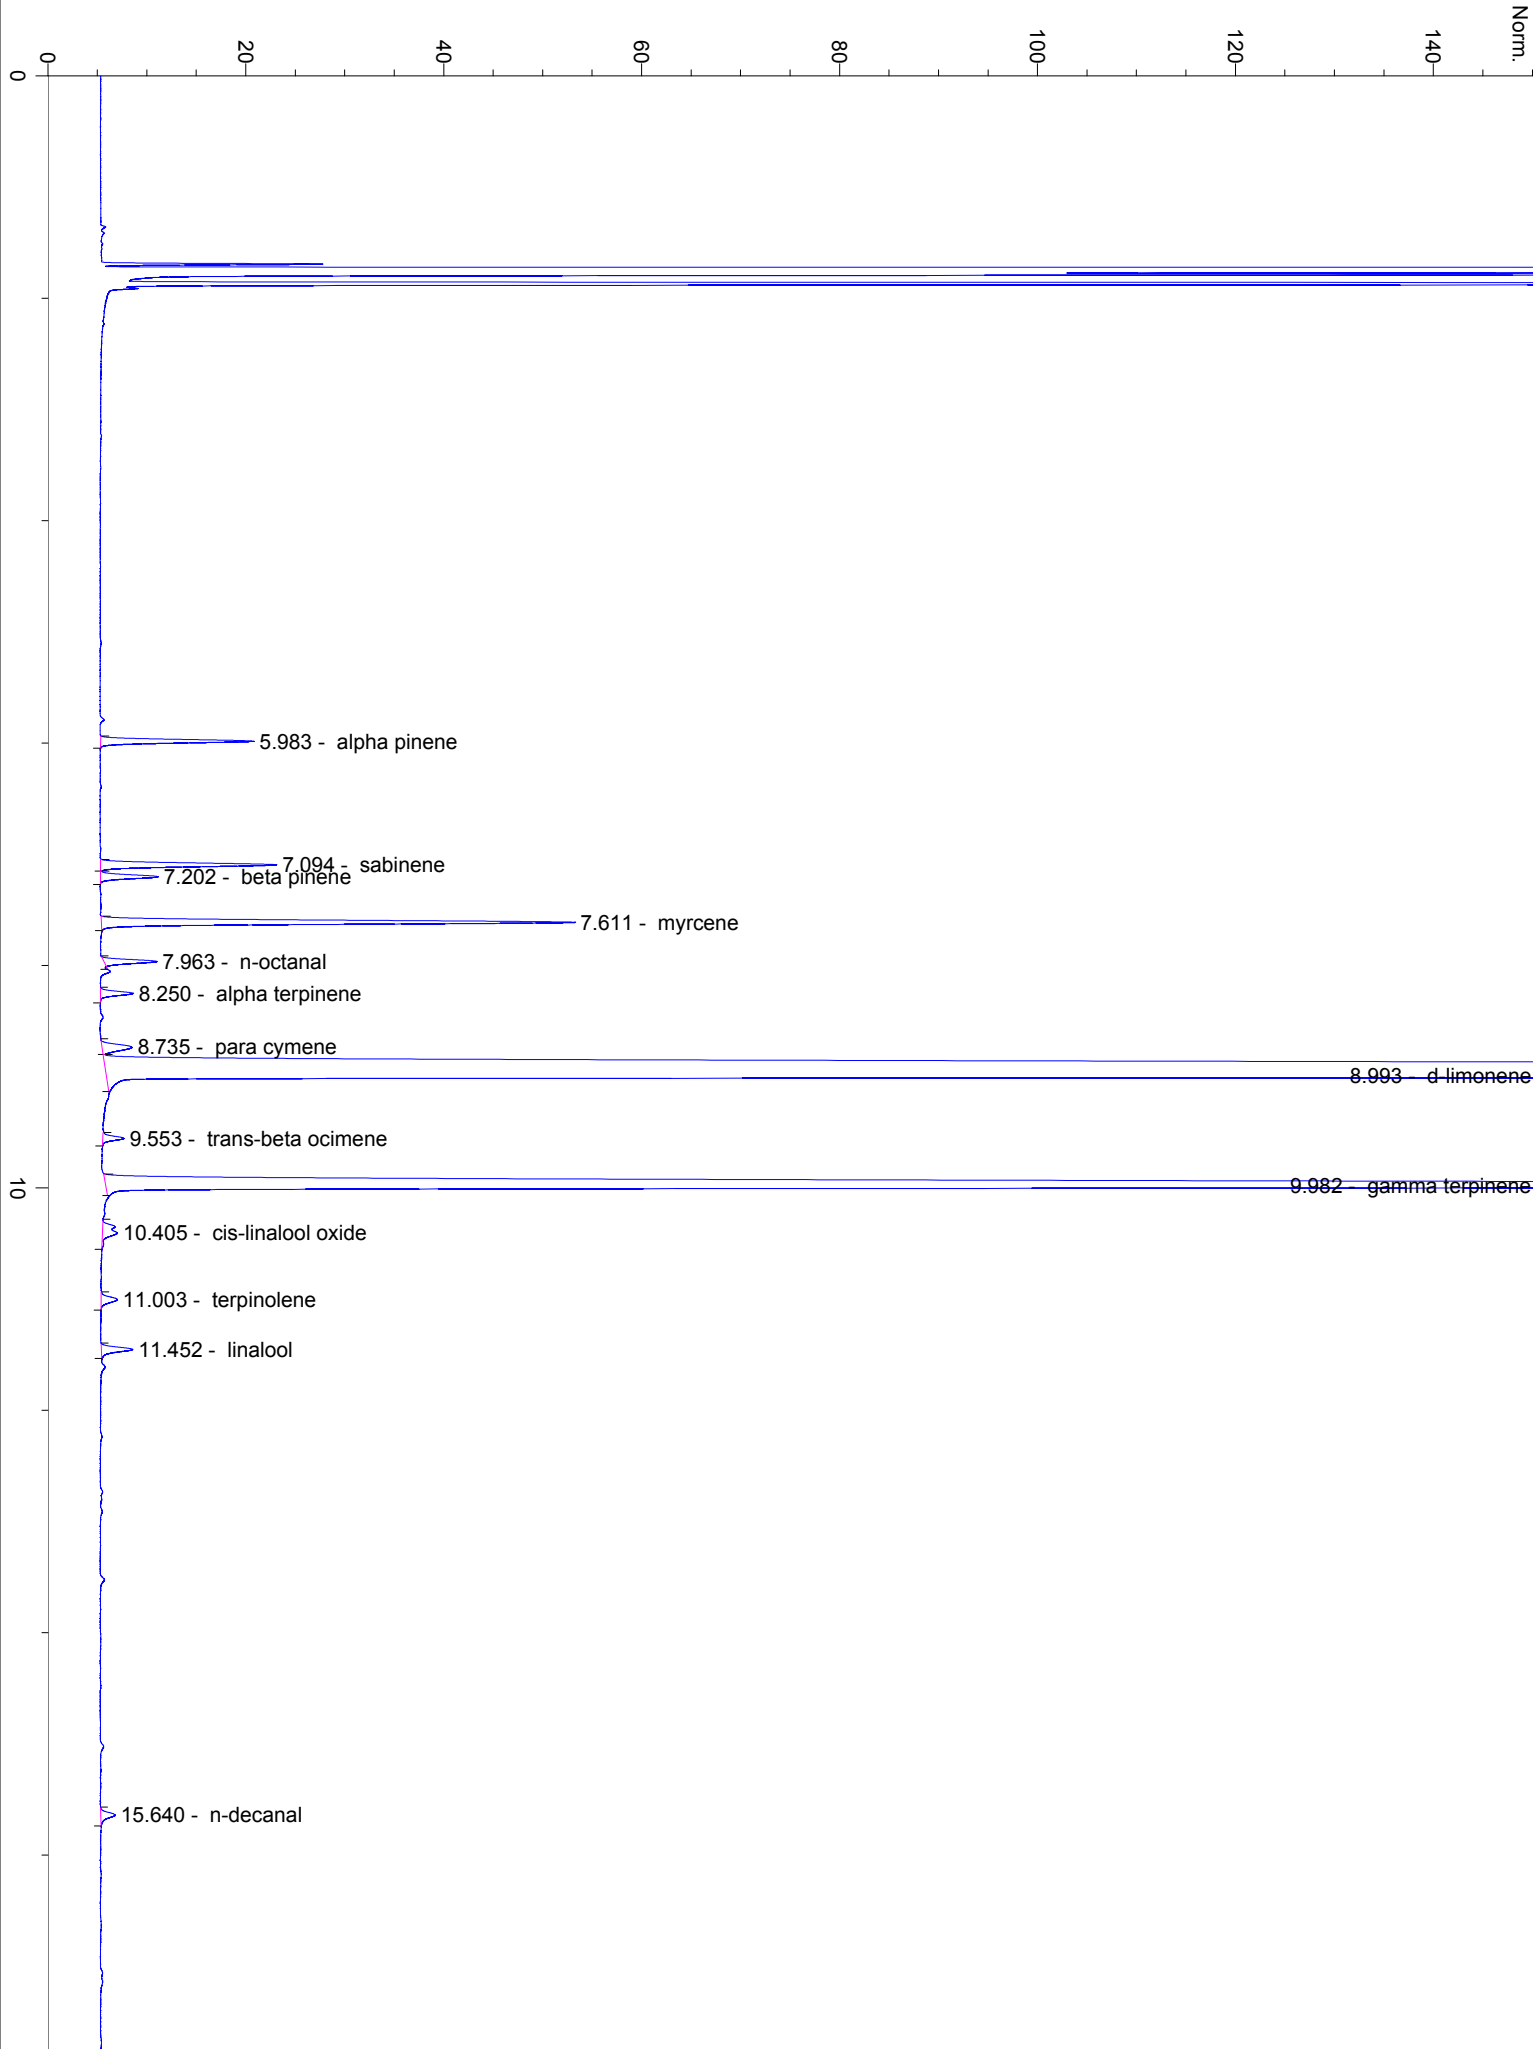 Norm.
0
20
40
60
80
100
120
140
0
5.983 - alpha pinene
7.094 - sabinene
7.202 - beta pinene
7.611 - myrcene
7.963 - n-octanal
8.250 - alpha terpinene
8.735 - para cymene
8.993 - d-limonene
9.553 - trans-beta ocimene
9.982 - gamma terpinene
10
10.405 - cis-linalool oxide
11.003 - terpinolene
11.452 - linalool
15.640 - n-decanal